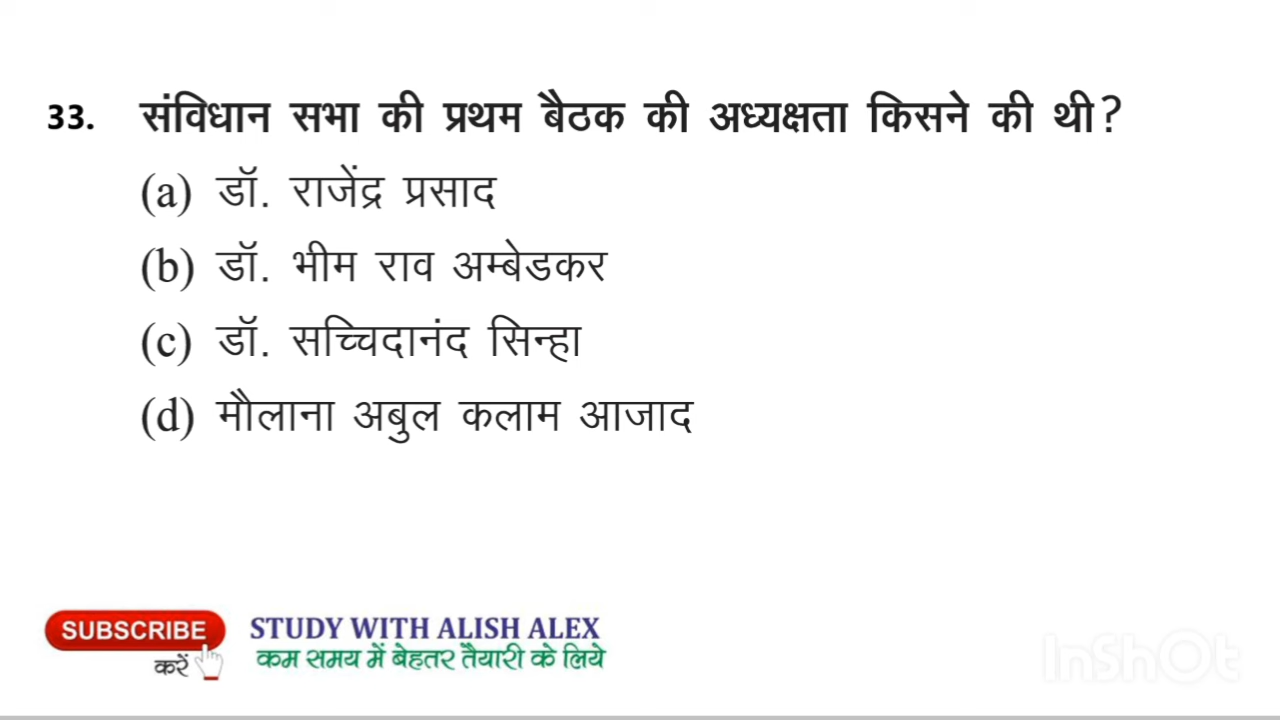 33. संविधान सभा की प्रथम बैठक की अध्यक्षता किसने की थी?
(a) डॉ. राजेंद्र प्रसाद
(b) डॉ. भीम राव अम्बेडकर
(c) डॉ. सच्चिदानंद सिन्हा
(d) मौलाना अबुल कलाम आजाद
SUBSCRIBE
करें
STUDY WITH ALISH ALEX
कम समय में बेहतर तैयारी के लिये
InShOt